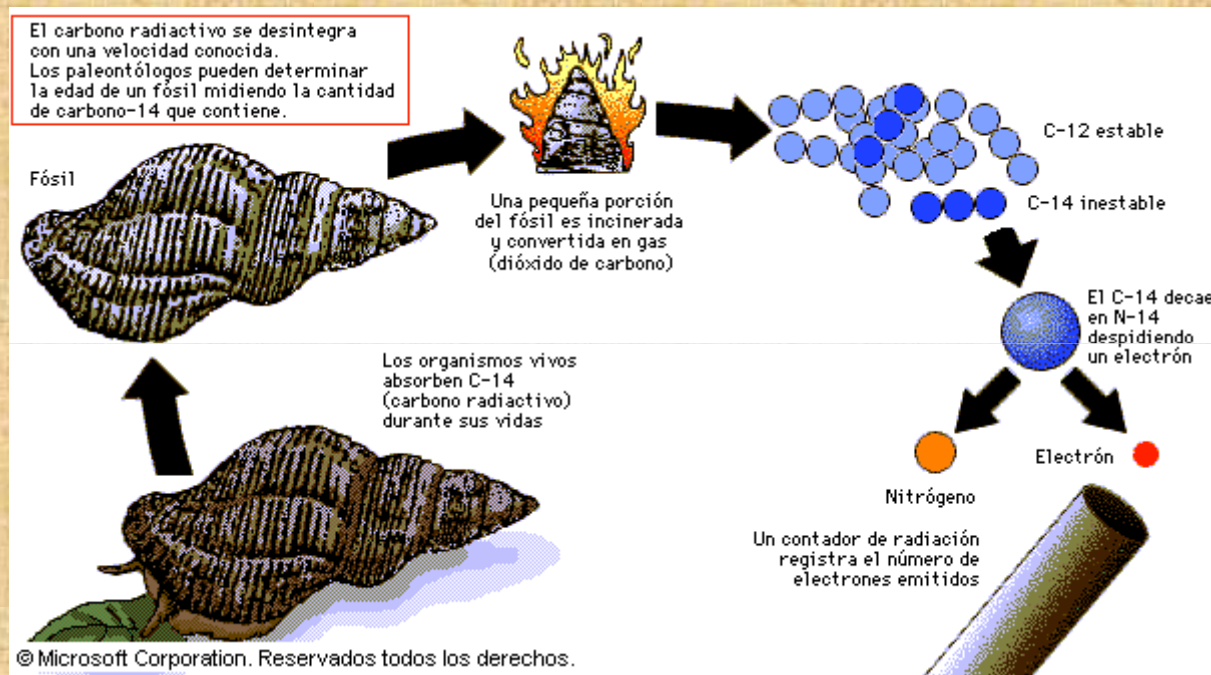 El carbono radiactivo se desintegra
con una velocidad conocida.
Los paleontólogos pueden determinar
la edad de un fósil midiendo la cantidad
de carbono-14 que contiene.
Fósil
Una pequeña porción
del fósil es incinerada
y convertida en gas
(dióxido de carbono)
C-12 estable
C-14 inestable
El C-14 decae
en N-14
despidiendo
un electrón
Los organismos vivos
absorben C-14
(carbono radiactivo)
durante sus vidas
Electrón
Nitrógeno
Un contador de radiación
registra el número de
electrones emitidos
© Microsoft Corporation. Reservados todos los derechos.